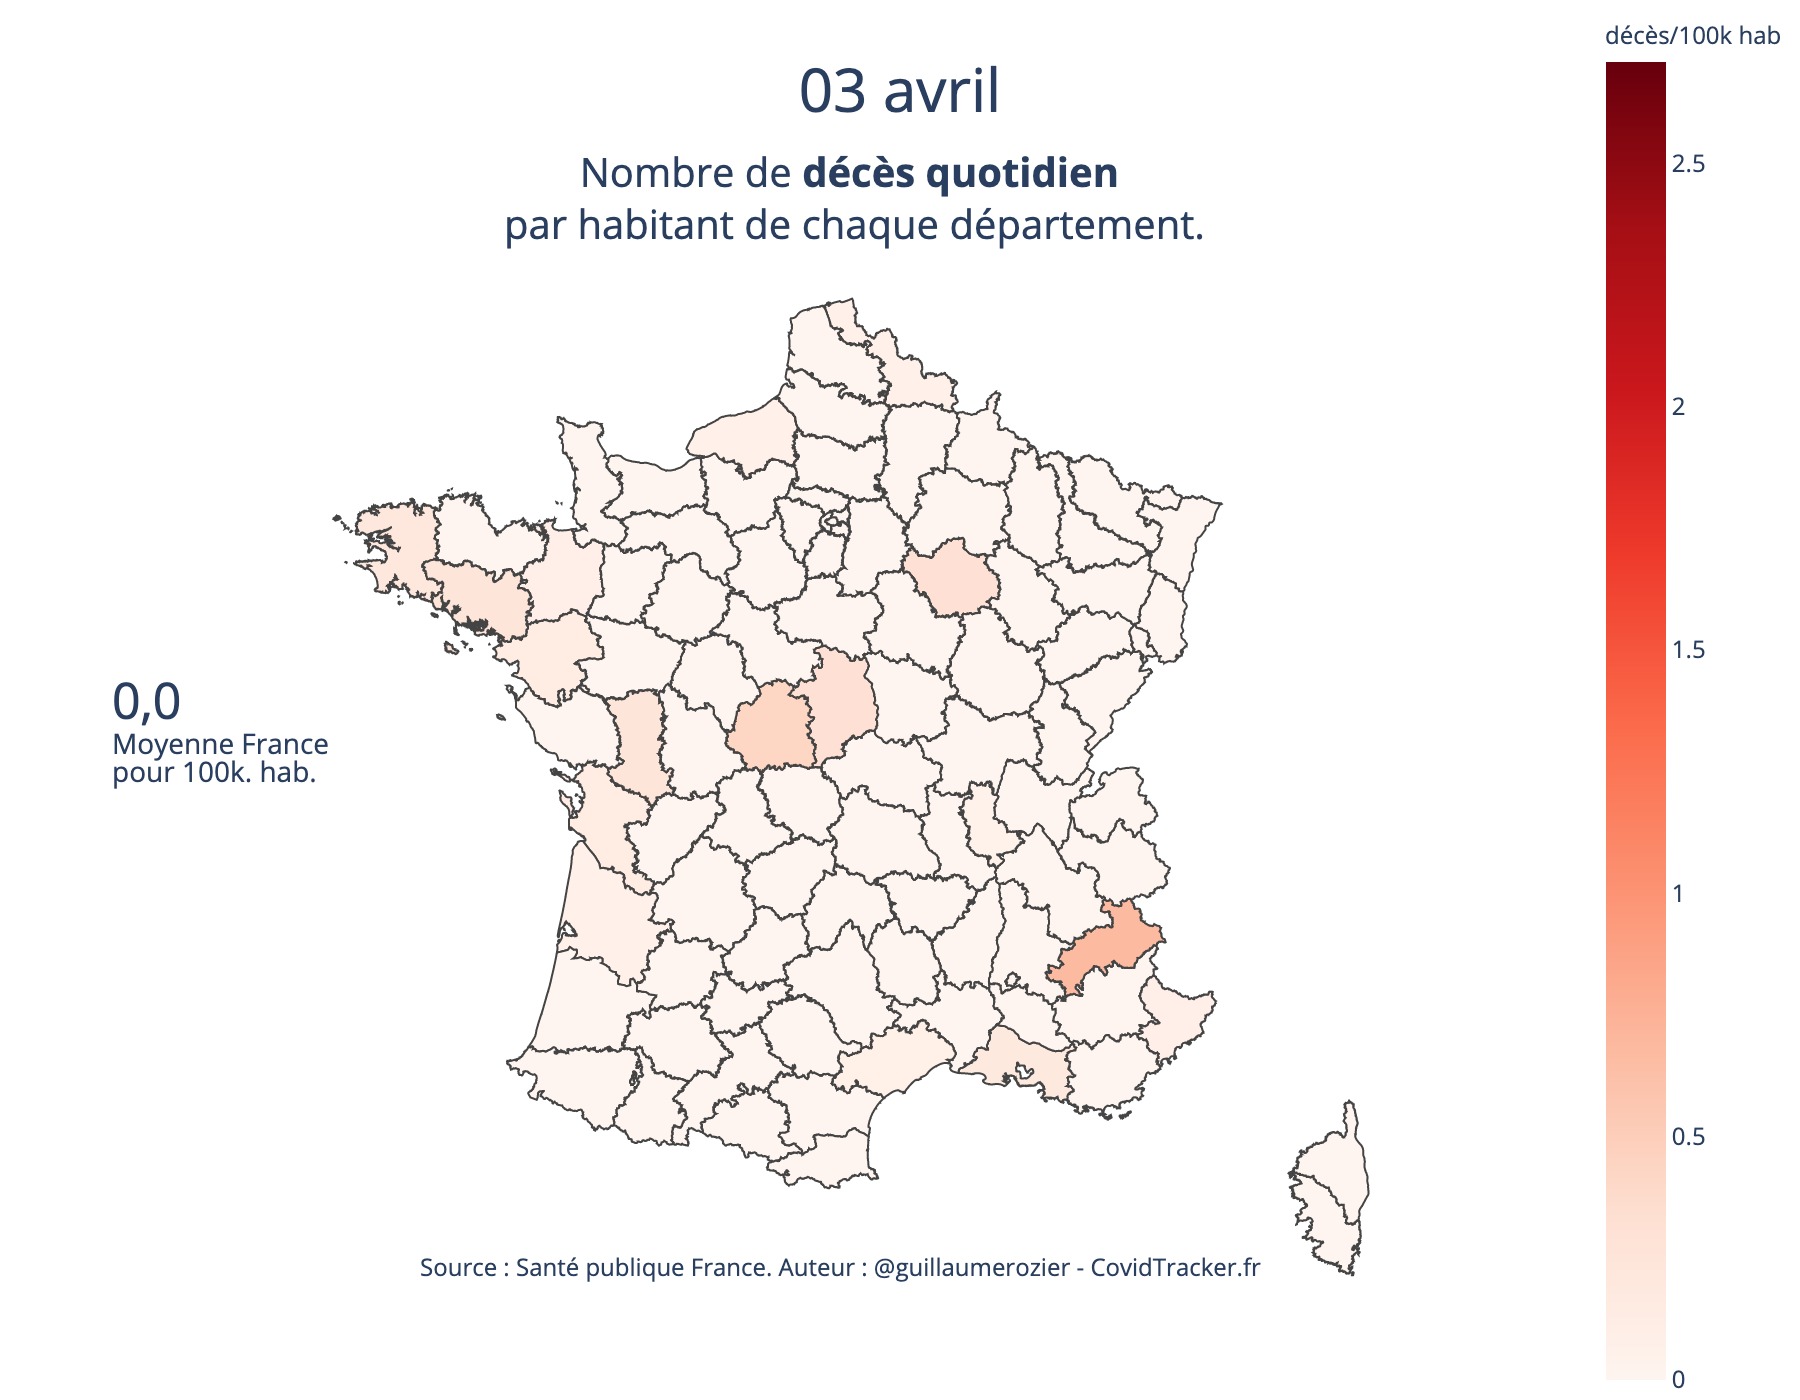 décès/100k hab
03 avril
Nombre de décès quotidien
par habitant de chaque département.
2.5
2
1.5
1
0.5
0
0,0
Moyenne France
pour 100k. hab.
Source : Santé publique France. Auteur : @guillaumerozier - CovidTracker.fr